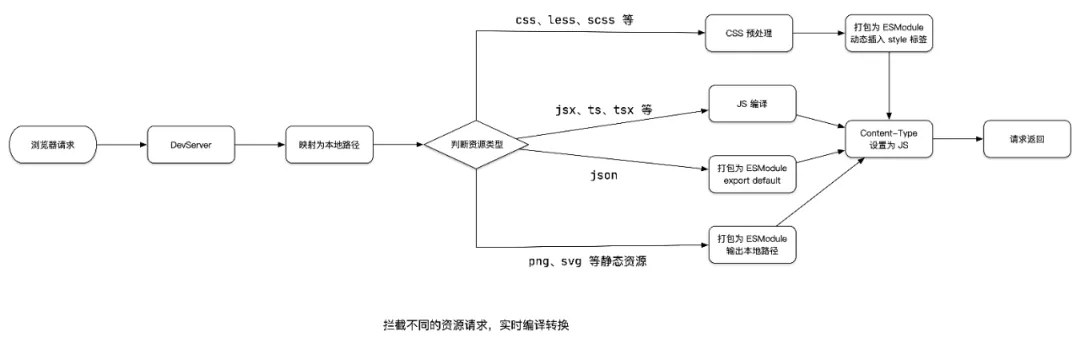 css、less、scss 等
CSS 预处理
打包为 ESModule
动态插入 style 标签
jsx、ts、tsx 等
JS 编译
浏览器请求
DevServer
映射为本地路径
判断资源类型
Content-Type
设置为 JS
请求返回
json
打包为 ESModule
export default
png、svg 等静态资源
打包为 ESModule
输出本地路径
拦截不同的资源请求，实时编译转换